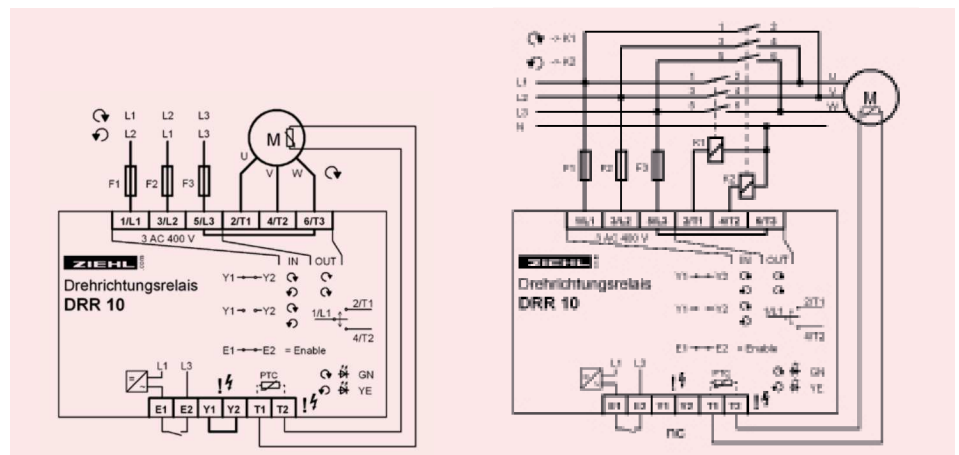 L1 L2 L3
L2 L1 L3
M
U V W
F1 F2 F3
1/L1 3/L2 5/L3 2/T1 4/T2 6/T3
3 AC 400 V
ZIEHL
IN OUT
Drehrichtungsrelais
DRR 10
Y1 Y2
Y1 Y2
1/L1
2/T1
4/T2
E1 E2 = Enable
L1 L3
PTC
GN
YE
E1 E2 Y1 Y2 T1 T2
-> K1
-> K2
1 2
3 4
5 6
L1
L2
L3
N
1 2
3 4
5 6
U
V
W
M
K1
K2
F1 F2 F3
1/L1 3/L2 5/L3 2/T1 4/T2 6/T3
3 AC 400 V
ZIEHL
IN OUT
Drehrichtungsrelais
DRR 10
Y1 Y2
Y1 Y2
1/L1
2/T1
4/T2
E1 E2 = Enable
L1 L3
PTC
GN
YE
E1 E2 Y1 Y2 T1 T2
nc